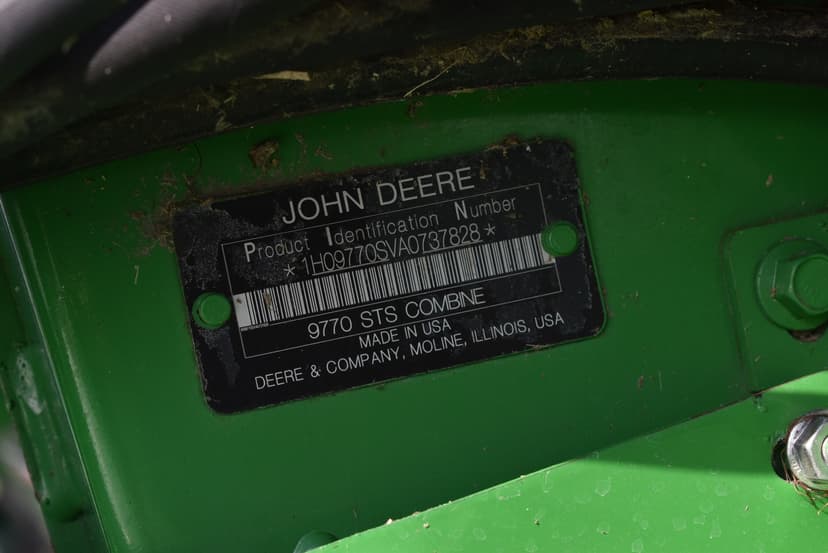 JOHN DEERE
Product Identification Number
*1H09770SVA0737828*
9770 STS COMBINE
MADE IN USA
DEERE & COMPANY, MOLINE, ILLINOIS, USA